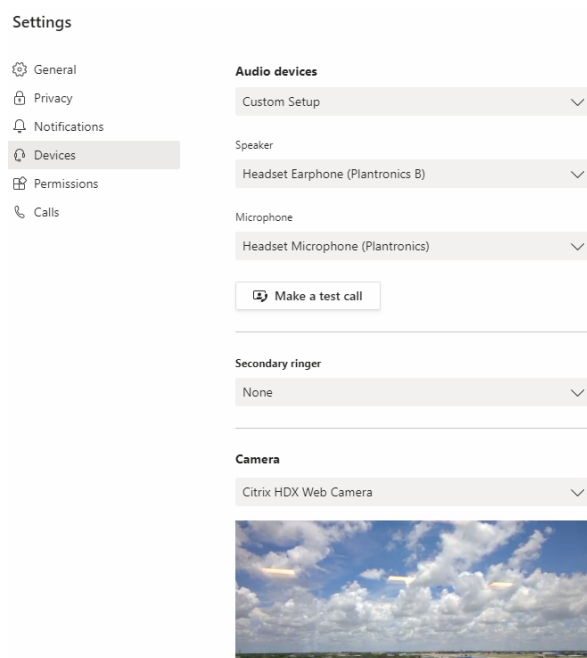 Settings
General
Privacy
Notifications
Devices
Permissions
Calls
Audio devices
Custom Setup
Speaker
Headset Earphone (Plantronics B)
Microphone
Headset Microphone (Plantronics)
Make a test call
Secondary ringer
None
Camera
Citrix HDX Web Camera